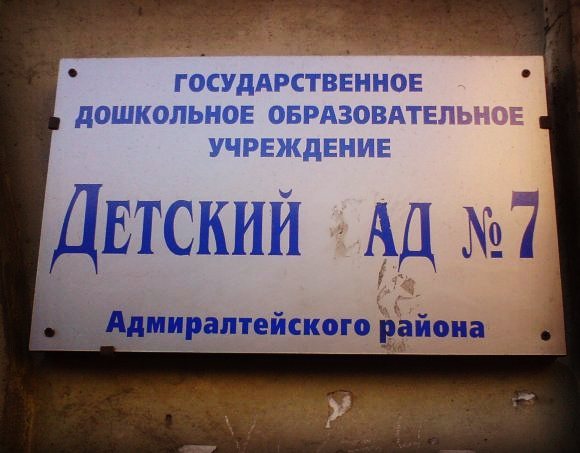 ГОСУДАРСТВЕННОЕ
ДОШКОЛЬНОЕ ОБРАЗОВАТЕЛЬНОЕ
УЧРЕЖДЕНИЕ
ДЕТСКИЙ АД №7
Адмиралтейского района